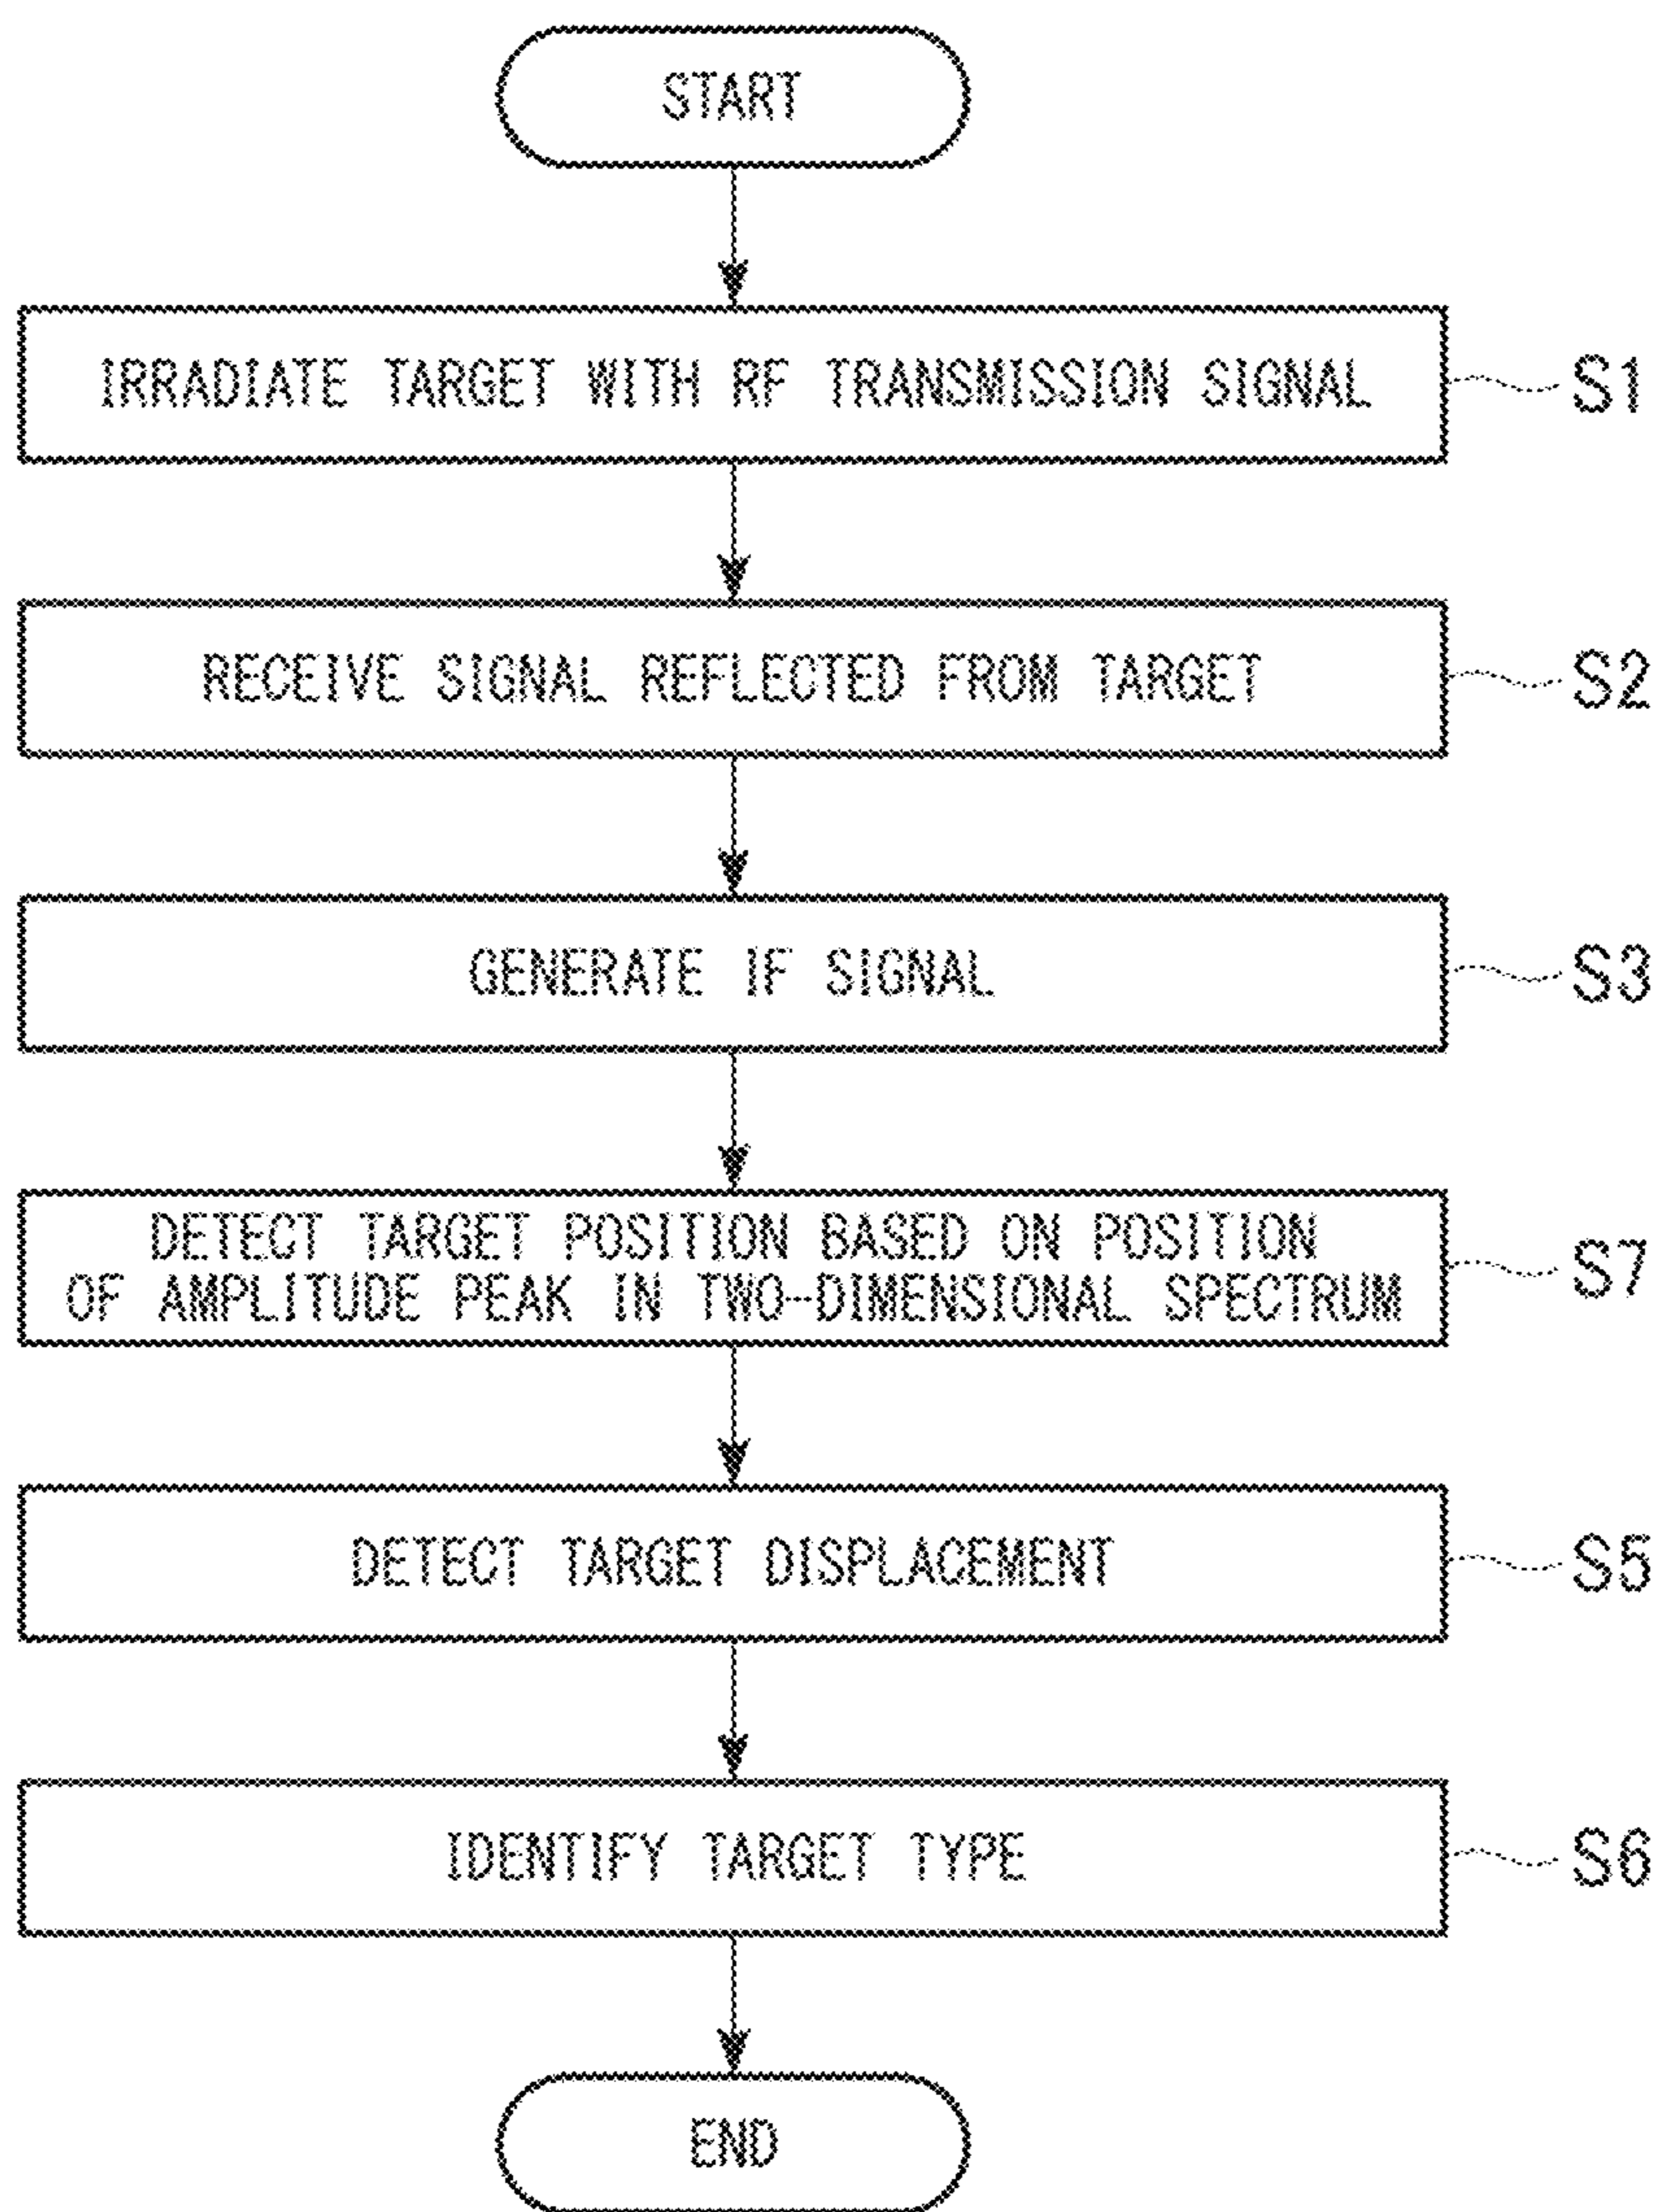 START
IRRADIATE TARGET WITH RF TRANSMISSION SIGNAL
S1
RECEIVE SIGNAL REFLECTED FROM TARGET
S2
GENERATE IF SIGNAL
S3
DETECT TARGET POSITION BASED ON POSITION
OF AMPLITUDE PEAK IN TWO-DIMENSIONAL SPECTRUM
S7
DETECT TARGET DISPLACEMENT
S5
IDENTIFY TARGET TYPE
S6
END